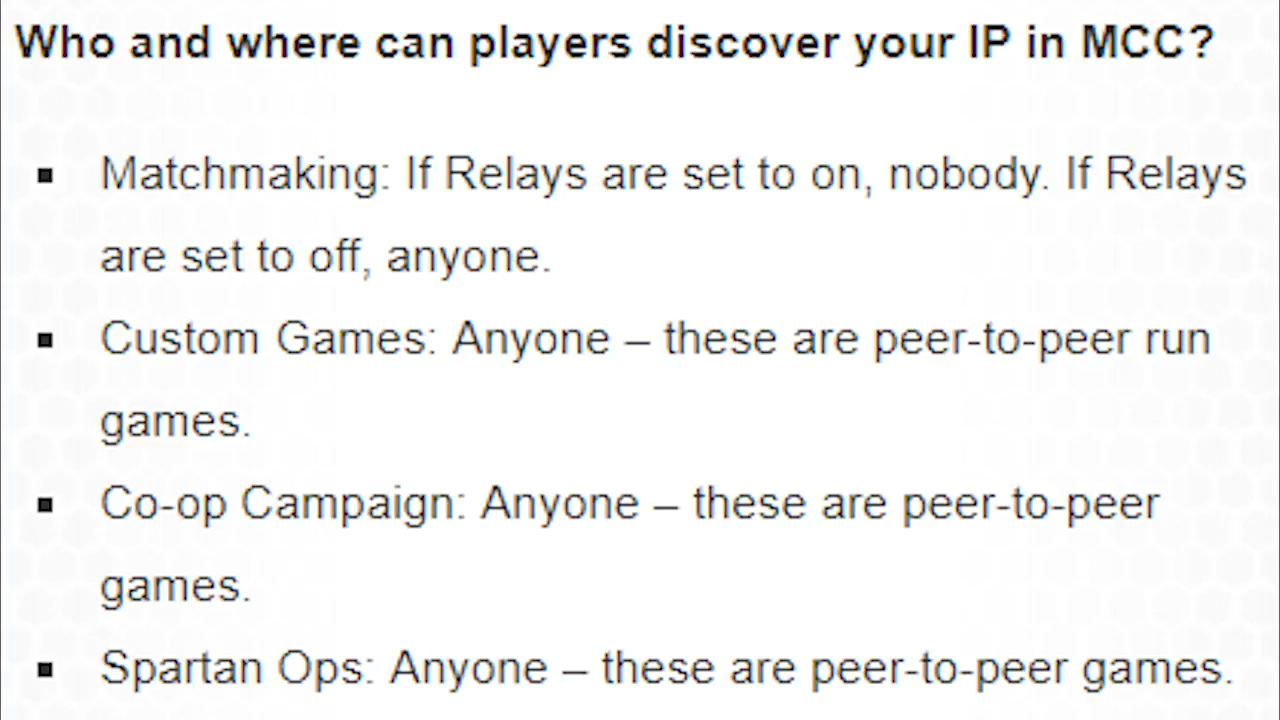 Who and where can players discover your IP in MCC?
▪ Matchmaking: If Relays are set to on, nobody. If Relays
are set to off, anyone.
▪ Custom Games: Anyone – these are peer-to-peer run
games.
▪ Co-op Campaign: Anyone – these are peer-to-peer
games.
▪ Spartan Ops: Anyone – these are peer-to-peer games.